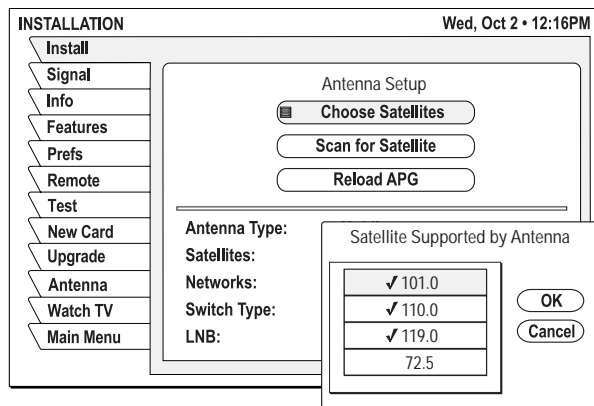 INSTALLATION
Wed, Oct 2 • 12:16PM
Install
Signal
Info
Features
Prefs
Remote
Test
New Card
Upgrade
Antenna
Watch TV
Main Menu
Antenna Setup
Choose Satellites
Scan for Satellite
Reload APG
Antenna Type:
Satellites:
Networks:
Switch Type:
LNB:
Satellite Supported by Antenna
✓ 101.0
✓ 110.0
✓ 119.0
72.5
OK
Cancel